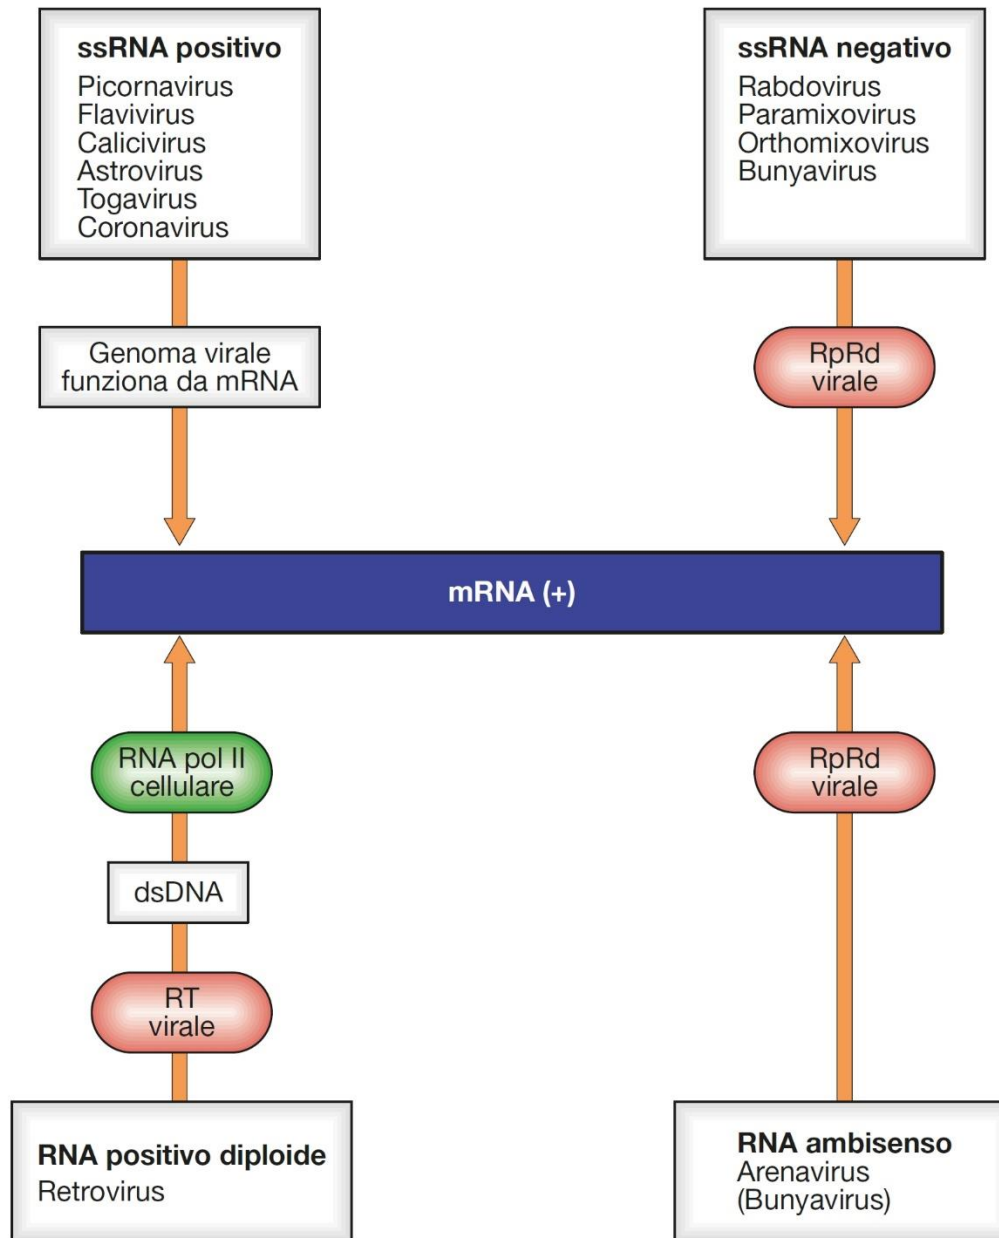 ssRNA positivo
Picornavirus
Flavivirus
Calicivirus
Astrovirus
Togavirus
Coronavirus
ssRNA negativo
Rabdovirus
Paramixovirus
Orthomixovirus
Bunyavirus
Genoma virale
funziona da mRNA
RpRd
virale
mRNA (+)
RNA pol II
cellulare
RpRd
virale
dsDNA
RT
virale
RNA positivo diploide
Retrovirus
RNA ambisenso
Arenavirus
(Bunyavirus)